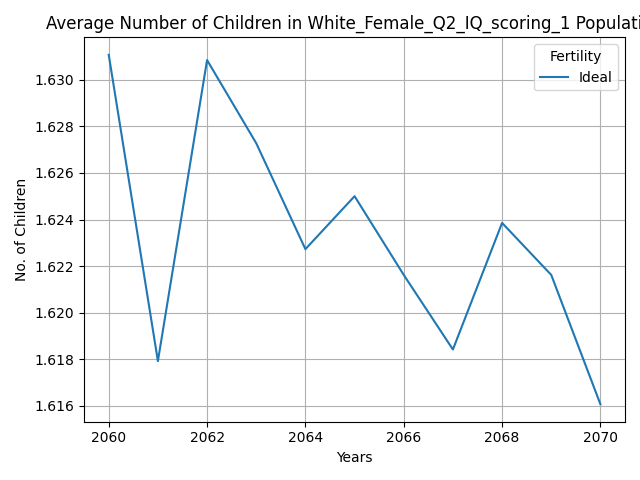 Average Number of Children in White_Female_Q2_IQ_scoring_1 Populati
Fertility
Ideal
No. of Children
1.630
1.628
1.626
1.624
1.622
1.620
1.618
1.616
2060 2062 2064 2066 2068 2070
Years